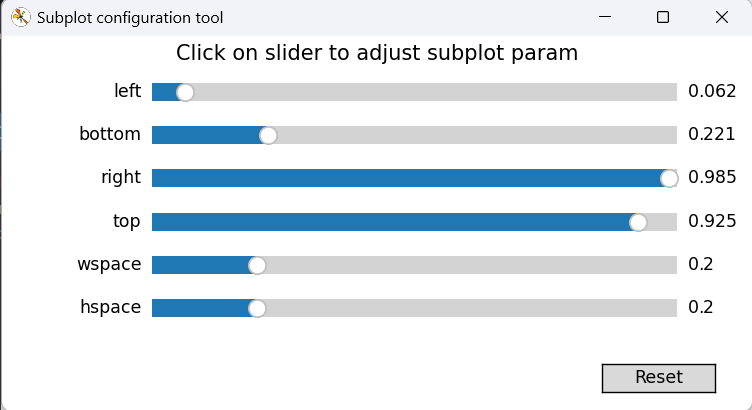 Subplot configuration tool
Click on slider to adjust subplot param
left 0.062
bottom 0.221
right 0.985
top 0.925
wspace 0.2
hspace 0.2
Reset